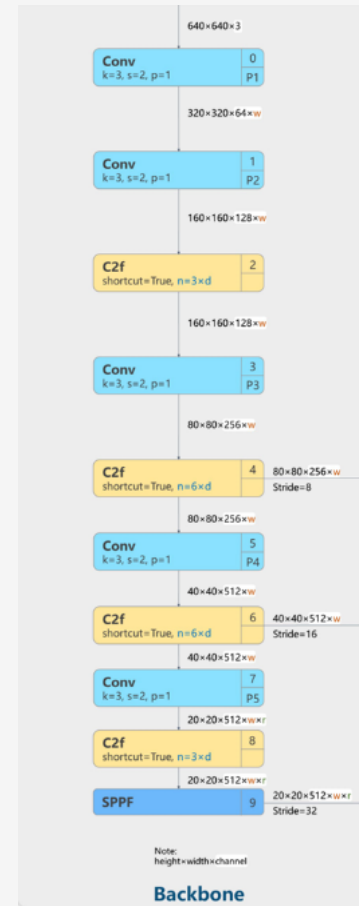 640×640×3
Conv 0
k=3, s=2, p=1 P1
320×320×64×w
Conv 1
k=3, s=2, p=1 P2
160×160×128×w
C2f 2
shortcut=True, n=3×d
160×160×128×w
Conv 3
k=3, s=2, p=1 P3
80×80×256×w
C2f 4 80×80×256×w
shortcut=True, n=6×d Stride=8
80×80×256×w
Conv 5
k=3, s=2, p=1 P4
40×40×512×w
C2f 6 40×40×512×w
shortcut=True, n=6×d Stride=16
40×40×512×w
Conv 7
k=3, s=2, p=1 P5
20×20×512×w×r
C2f 8
shortcut=True, n=3×d
20×20×512×w×r
SPPF 9 20×20×512×w×r
Stride=32
Note:
height×width×channel
Backbone